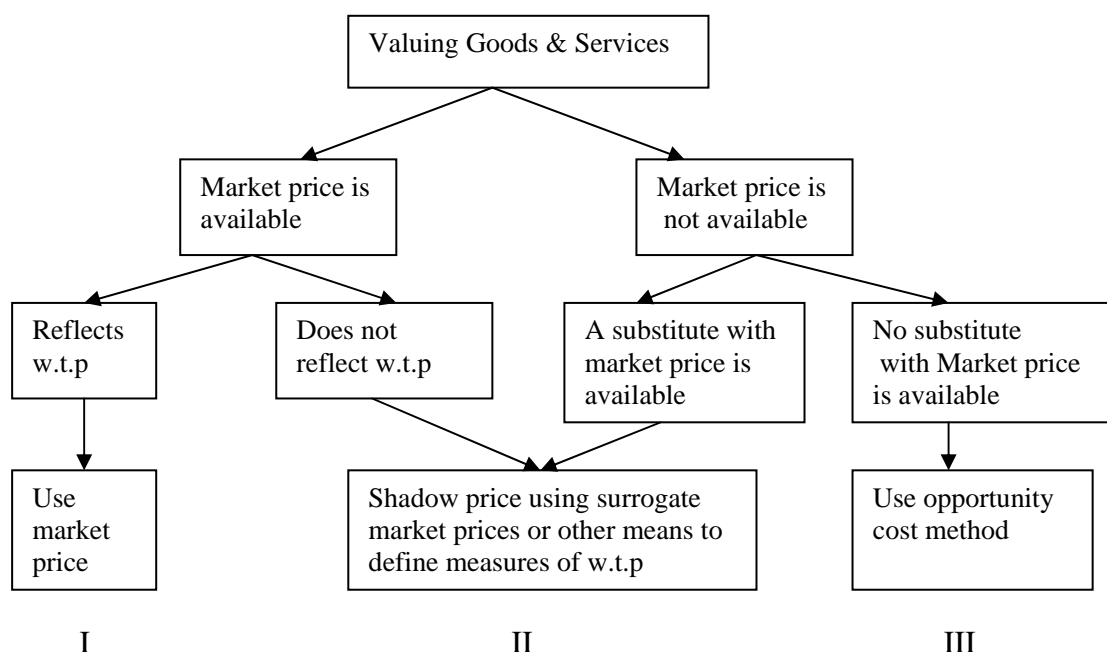 Valuing Goods & Services
Market price is
available
Market price is
not available
Reflects
w.t.p
Does not
reflect w.t.p
A substitute with
market price is
available
No substitute
with Market price
is available
Use
market
price
Shadow price using surrogate
market prices or other means to
define measures of w.t.p
Use opportunity
cost method
I
II
III